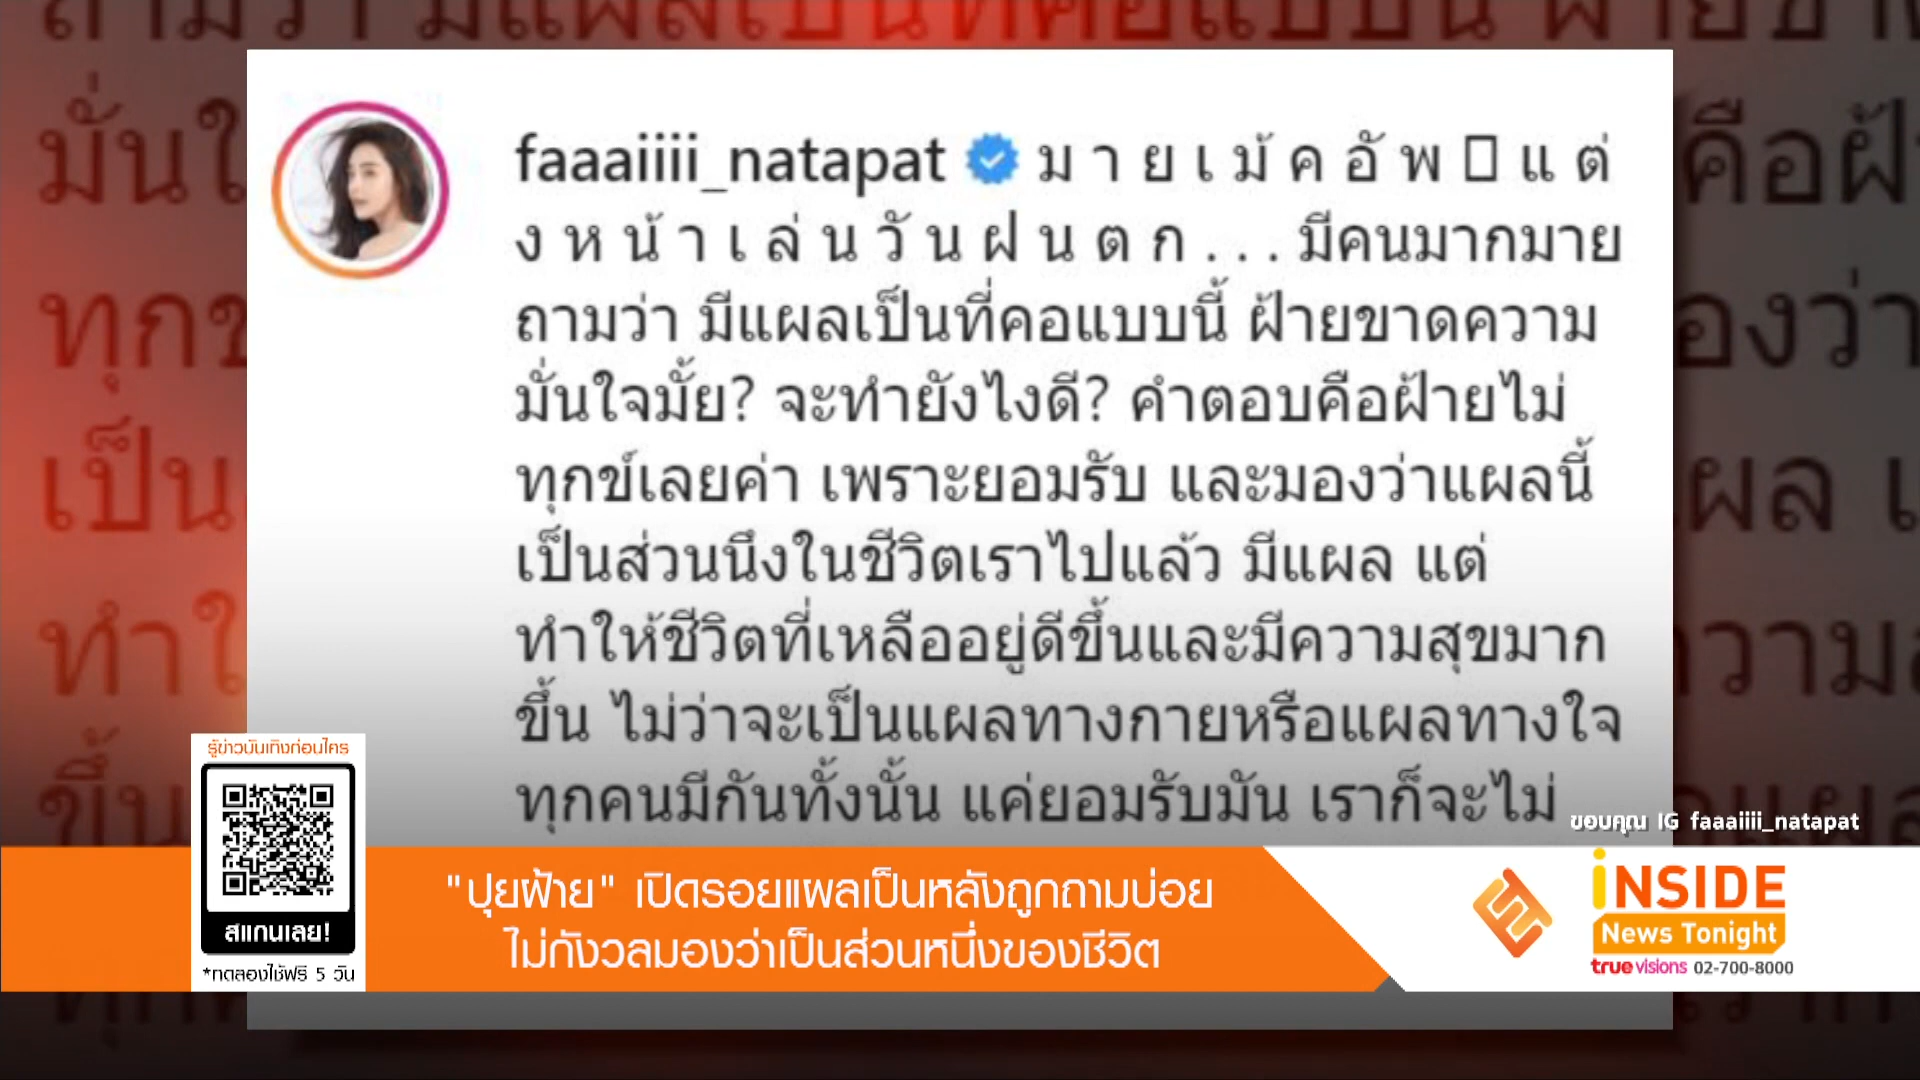 faaaiiii_natapat ม า ย เ ม้ ค อั พ แ ต่
ง ห น้ า เ ล่ น วั น ฝ น ต ก . . . มีคนมากมาย
ถามว่า มีแผลเป็นที่คอแบบนี้ ฝ้ายขาดความ
มั่นใจมั้ย? จะทำยังไงดี? คำตอบคือฝ้ายไม่
ทุกข์เลยค่า เพราะยอมรับ และมองว่าแผลนี้
เป็นส่วนนึงในชีวิตเราไปแล้ว มีแผล แต่
ทำให้ชีวิตที่เหลืออยู่ดีขึ้นและมีความสุขมาก
ขึ้น ไม่ว่าจะเป็นแผลทางกายหรือแผลทางใจ
ทุกคนมีกันทั้งนั้น แค่ยอมรับมัน เราก็จะไม่
ขอบคุณ IG faaaiiii_natapat
รู้ข่าวบันเทิงก่อนใคร
สแกนเลย!
*ทดลองใช้ฟรี 5 วัน
"ปุยฝ้าย" เปิดรอยแผลเป็นหลังถูกถามบ่อย
ไม่กังวลมองว่าเป็นส่วนหนึ่งของชีวิต
iNSIDE
News Tonight
truevisions 02-700-8000